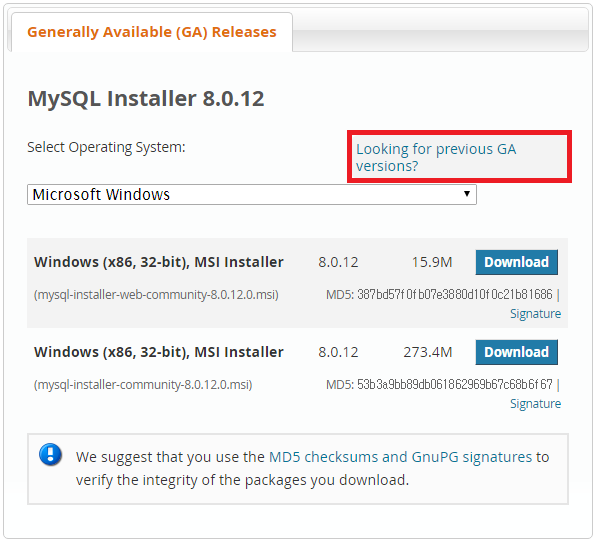 Generally Available (GA) Releases
MySQL Installer 8.0.12
Select Operating System:
Looking for previous GA
versions?
Microsoft Windows
Windows (x86, 32-bit), MSI Installer 8.0.12 15.9M Download
(mysql-installer-web-community-8.0.12.0.msi) MD5: 387bd57f0fb07e3880d10f0c21b81686 |
Signature
Windows (x86, 32-bit), MSI Installer 8.0.12 273.4M Download
(mysql-installer-community-8.0.12.0.msi) MD5: 53b3a9bb89db061862969b67c68b6f67 |
Signature
We suggest that you use the MD5 checksums and GnuPG signatures to
verify the integrity of the packages you download.